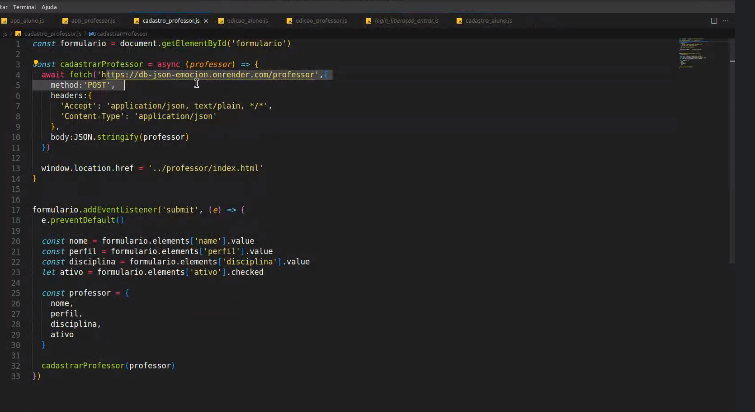 Terminal Ajuda
app_aluno.js app_professor.js cadastro_professor.js edicao_aluno.js edicao_professor.js cadastro_aluno.js
js > cadastro_professor.js > cadastrarProfessor
1 const formulario = document.getElementById('formulario')
2
3 const cadastrarProfessor = async (professor) => {
4 await fetch('https://db-json-emocion.onrender.com/professor',{
5 method:'POST',
6 headers:{
7 'Accept': 'application/json, text/plain, */*',
8 'Content-Type': 'application/json'
9 },
10 body:JSON.stringify(professor)
11 })
12
13 window.location.href = '../professor/index.html'
14 }
15
16
17 formulario.addEventListener('submit', (e) => {
18 e.preventDefault()
19
20 const nome = formulario.elements['name'].value
21 const perfil = formulario.elements['perfil'].value
22 const disciplina = formulario.elements['disciplina'].value
23 let ativo = formulario.elements['ativo'].checked
24
25 const professor = {
26 nome,
27 perfil,
28 disciplina,
29 ativo
30 }
31
32 cadastrarProfessor(professor)
33 })